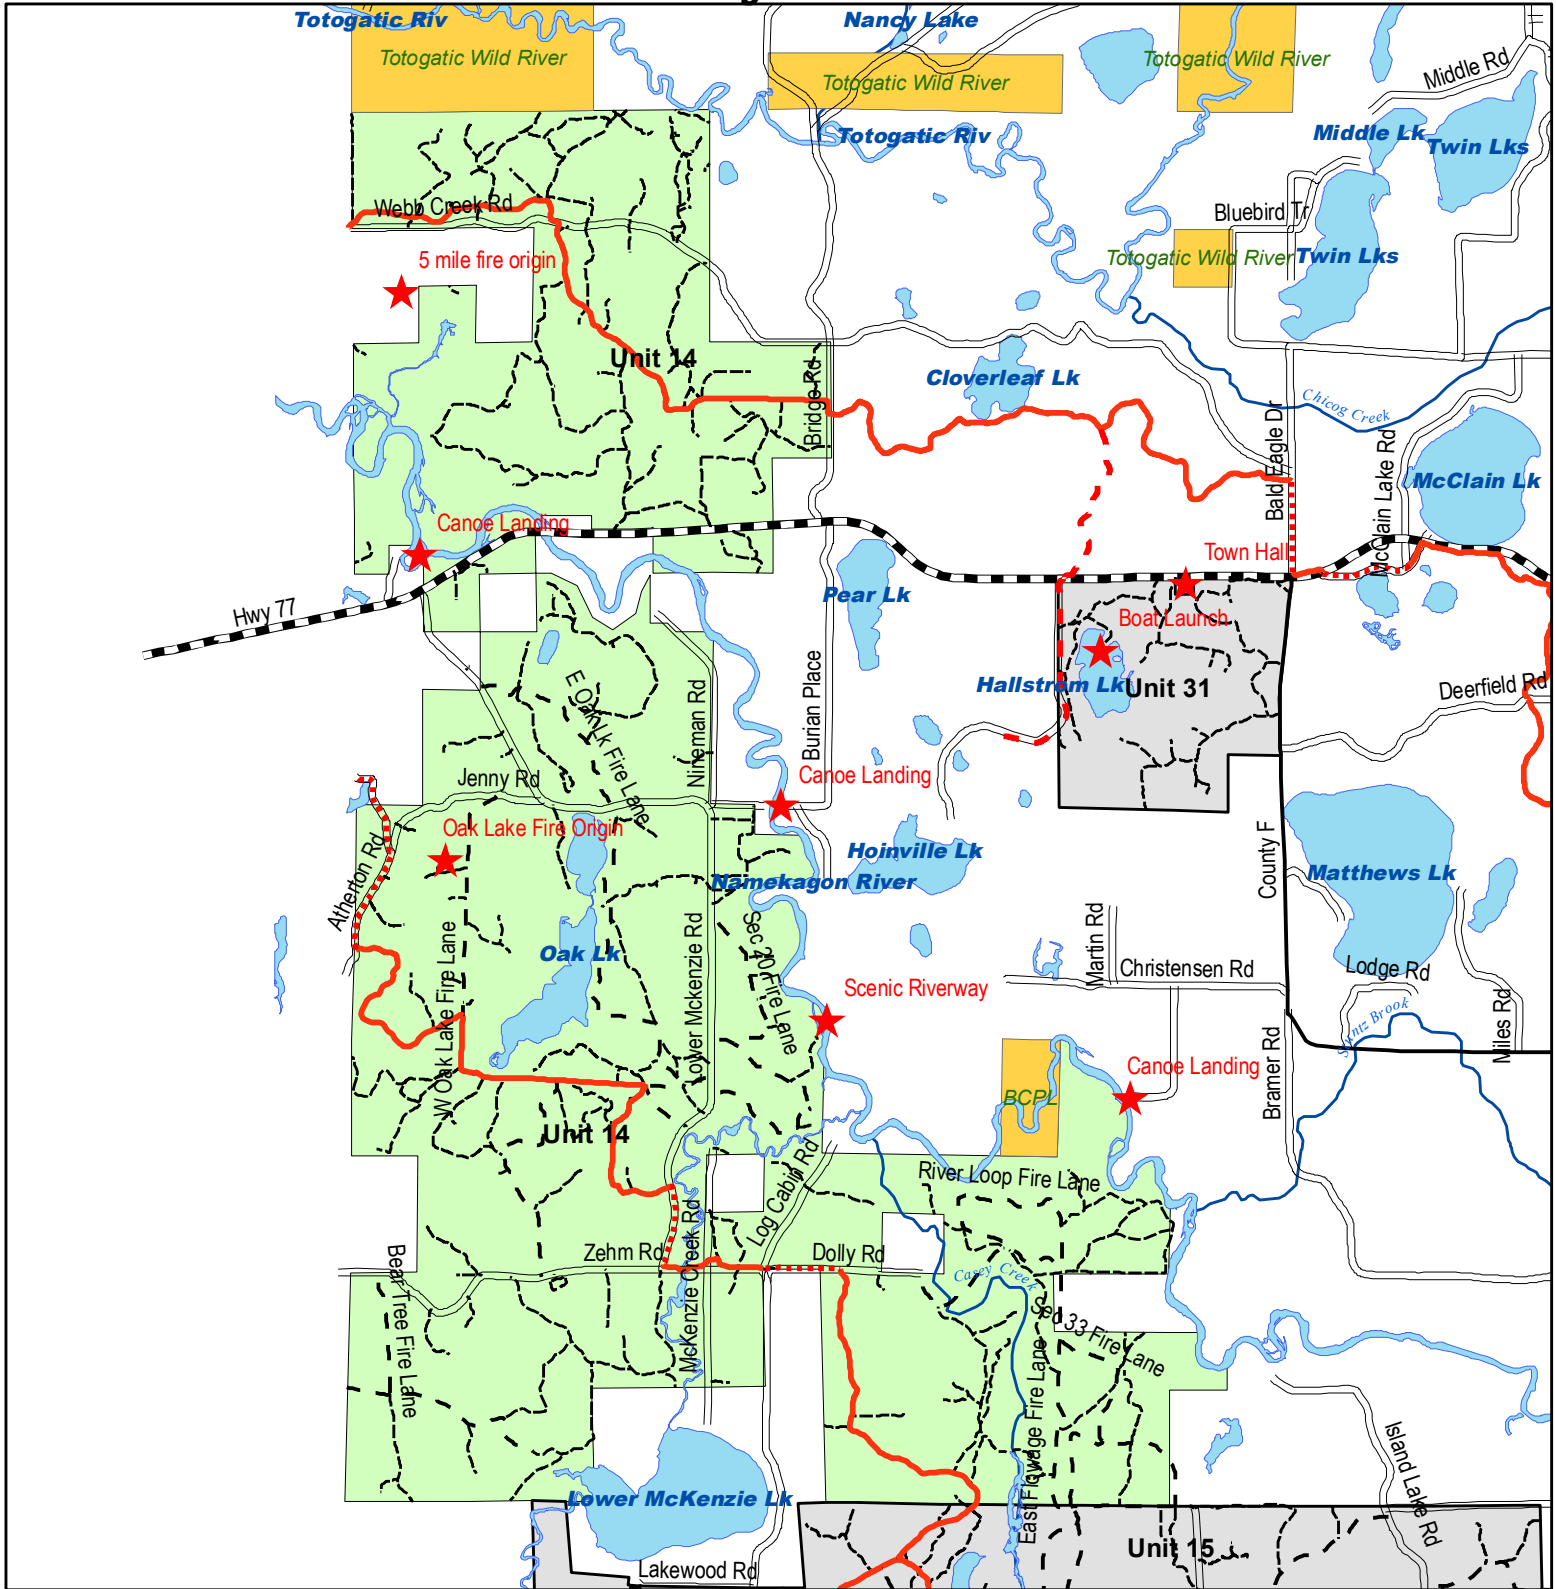 Totogatic Riv
Nancy Lake
Totogatic Wild River
Totogatic Wild River
Totogatic Wild River
Middle Rd
Totogatic Riv
Middle Lk
Twin Lks
Webb Creek Rd
Bluebird Tr
5 mile fire origin
Totogatic Wild River
Twin Lks
Unit 14
Bridge Rd
Cloverleaf Lk
Chicog Creek
Bald Eagle Dr
McClain Lake Rd
McClain Lk
Canoe Landing
Town Hall
Hwy 77
Pear Lk
Boat Launch
E Oak Lk Fire Lane
Nineman Rd
Burian Place
Hallstrom Lk
Unit 31
Deerfield Rd
Jenny Rd
Canoe Landing
Oak Lake Fire Origin
Atherton Rd
Hoinville Lk
County F
Namekagon River
Matthews Lk
W Oak Lake Fire Lane
Oak Lk
Lower Mckenzie Rd
Sec 20 Fire Lane
Martin Rd
Christensen Rd
Lodge Rd
Scenic Riverway
Miles Rd
Bramer Rd
Canoe Landing
BCPL
Unit 14
Log Cabin Rd
River Loop Fire Lane
Zehm Rd
McKenzie Creek Rd
Dolly Rd
Bear Tree Fire Lane
Casey Creek
Sec 33 Fire Lane
East Flowage Fire Lane
Island Lake Rd
Lower McKenzie Lk
Unit 15
Lakewood Rd